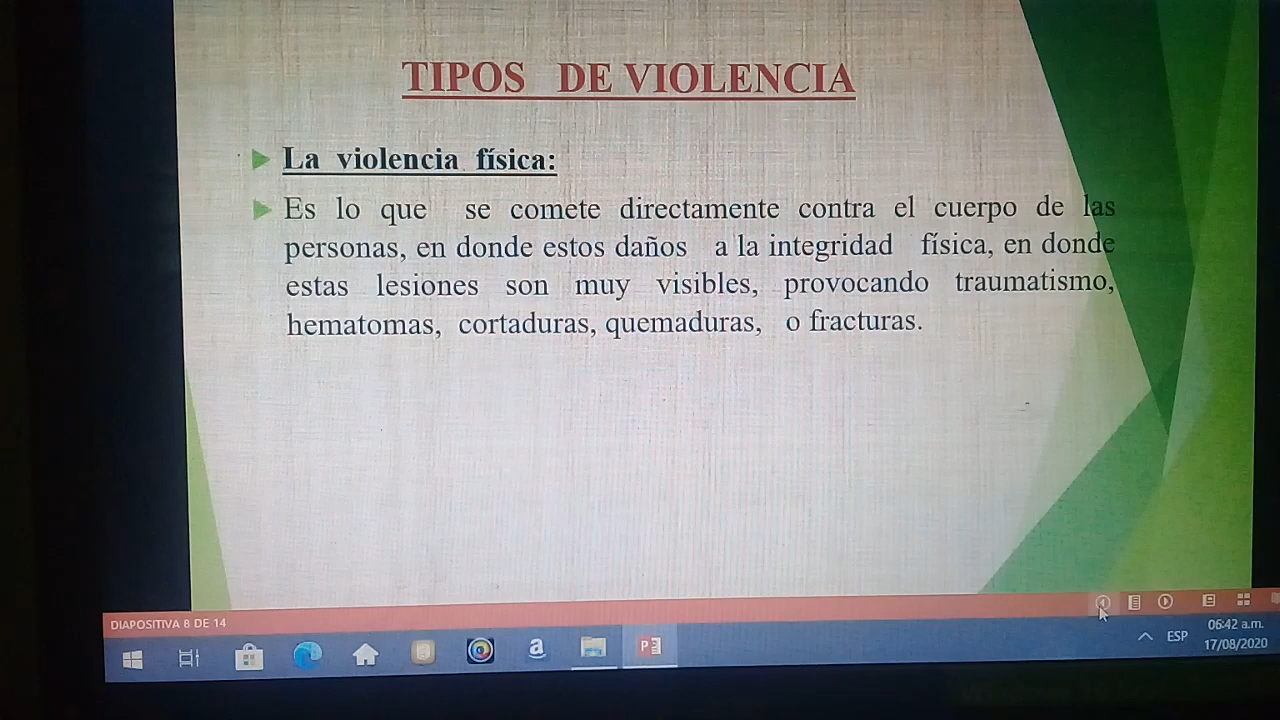 TIPOS DE VIOLENCIA
La violencia física:
Es lo que se comete directamente contra el cuerpo de las
personas, en donde estos daños a la integridad física, en donde
estas lesiones son muy visibles, provocando traumatismo,
hematomas, cortaduras, quemaduras, o fracturas.
DIAPOSITIVA 8 DE 14
ESP
06:42 a.m.
17/08/2020